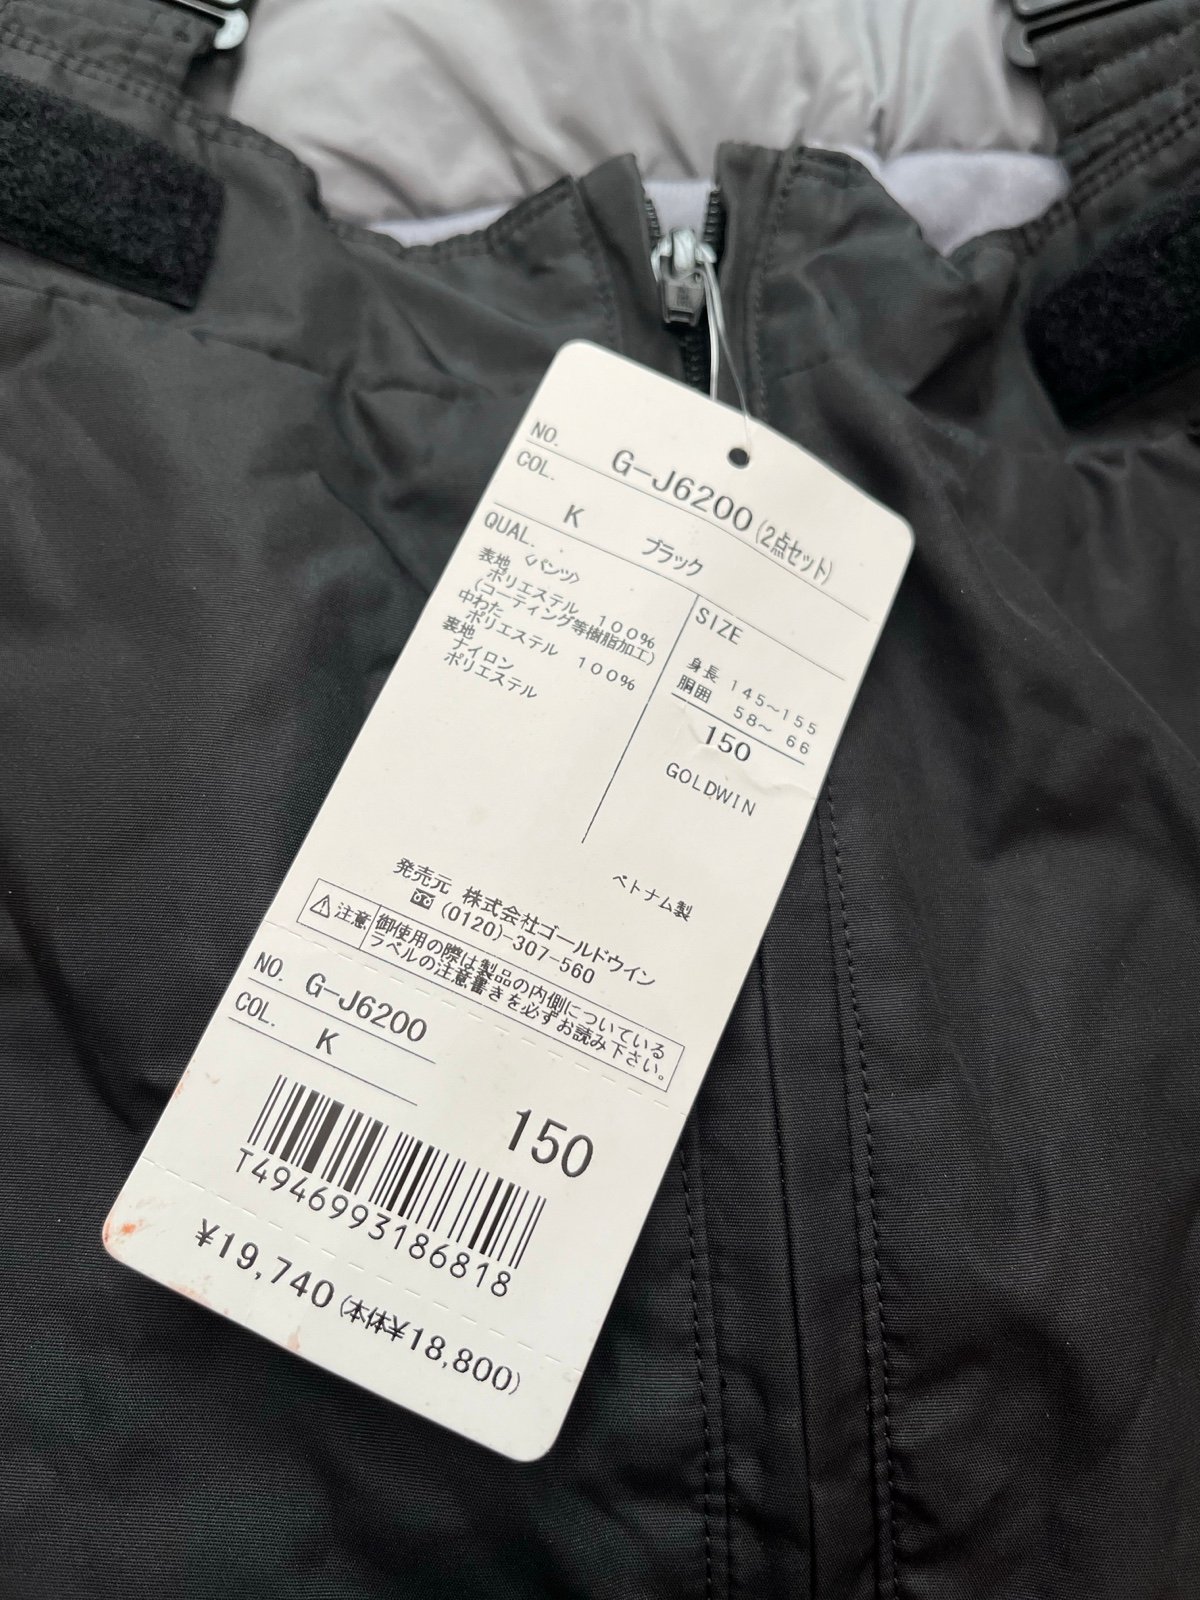 NO. G-J6200(2点セット)
COL. K ブラック
QUAL.
表地 〈パンツ〉
ポリエステル 100%
(コーティング等樹脂加工)
中わた
ポリエステル 100%
裏地
ナイロン
ポリエステル
SIZE
身長 145~155
胴囲 58~ 66
150
GOLDWIN
ベトナム製
発売元 株式会社ゴールドウイン
(0120)-307-560
注意 御使用の際は製品の内側についている
ラベルの注意書きを必ずお読み下さい。
NO. G-J6200
COL. K
150
T4946993186818
¥19,740(本体¥18,800)